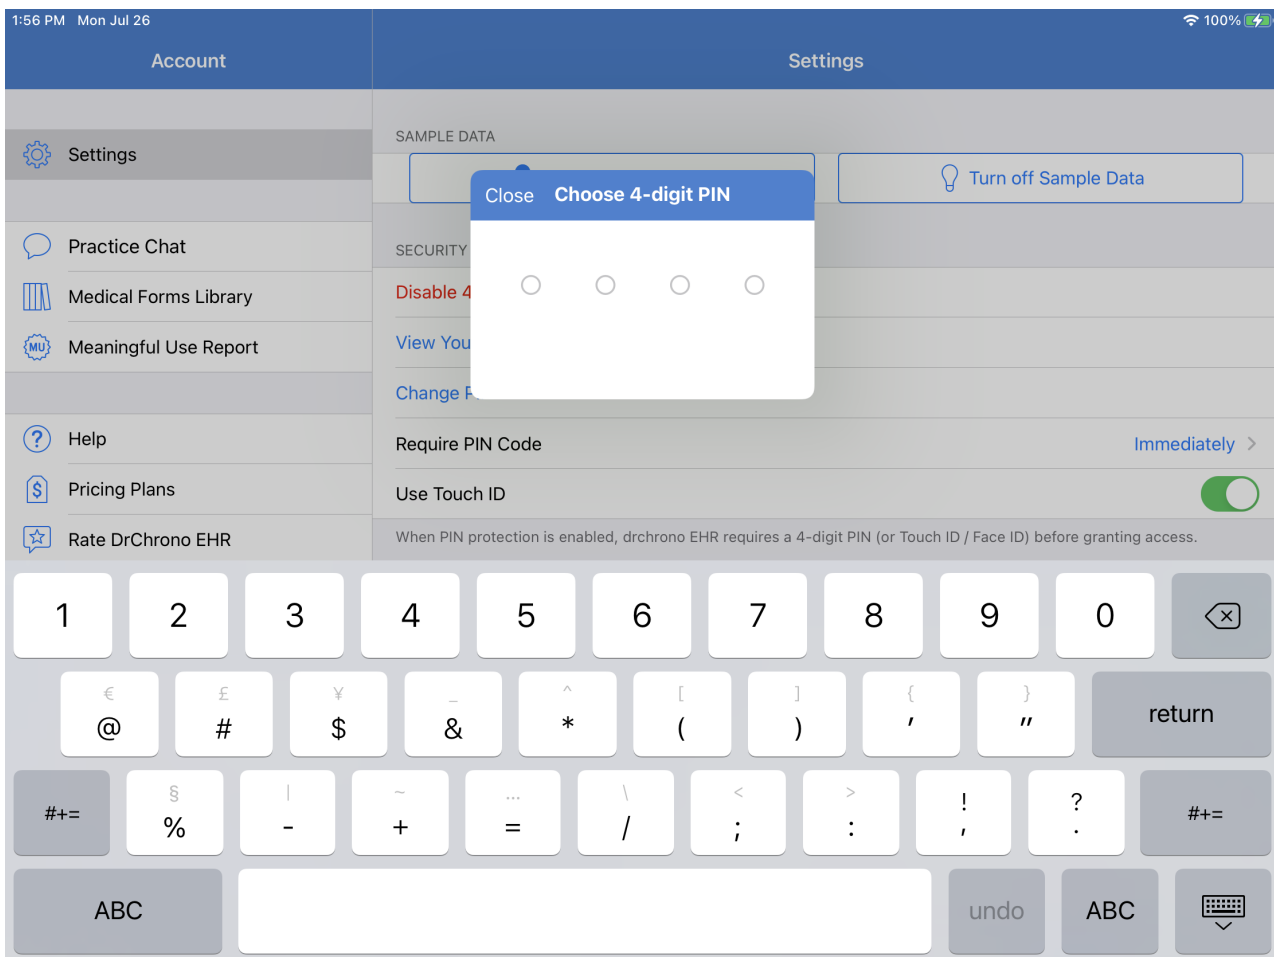 1:56 PM Mon Jul 26
100%
Account
Settings
Settings
Practice Chat
Medical Forms Library
MU
Meaningful Use Report
?
Help
$
Pricing Plans
Rate DrChrono EHR
SAMPLE DATA
Turn off Sample Data
Close Choose 4-digit PIN
SECURITY
Disable 4
View You
Change P
Require PIN Code Immediately
Use Touch ID
When PIN protection is enabled, drchrono EHR requires a 4-digit PIN (or Touch ID / Face ID) before granting access.
1 2 3 4 5 6 7 8 9 0
€ £ ¥ _ ^ [ ] { }
@ # $ & * ( ) ' "
return
§ | ~ ... \ < > ! ?
#+= % - + = / ; : , . #+=
ABC undo ABC